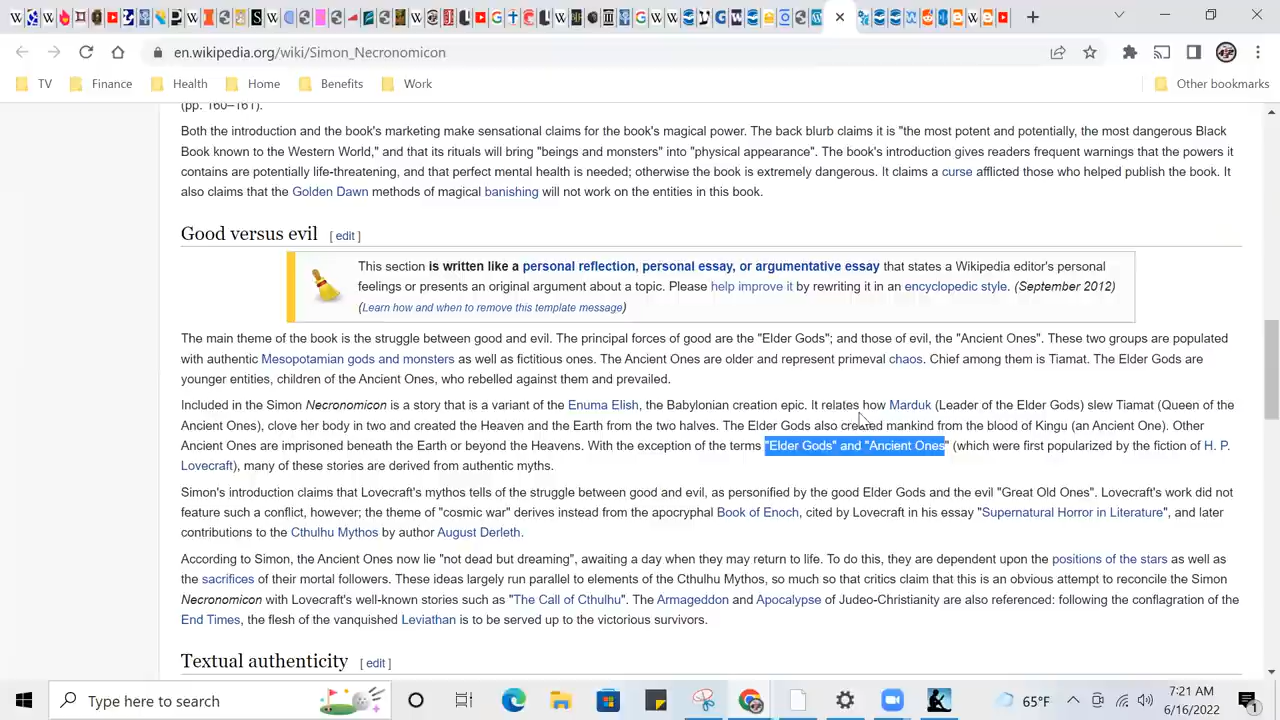 en.wikipedia.org/wiki/Simon_Necronomicon
TV Finance Health Home Benefits Work Other bookmarks
(pp. 160–161).
Both the introduction and the book's marketing make sensational claims for the book's magical power. The back blurb claims it is "the most potent and potentially, the most dangerous Black
Book known to the Western World," and that its rituals will bring "beings and monsters" into "physical appearance". The book's introduction gives readers frequent warnings that the powers it
contains are potentially life-threatening, and that perfect mental health is needed; otherwise the book is extremely dangerous. It claims a curse afflicted those who helped publish the book. It
also claims that the Golden Dawn methods of magical banishing will not work on the entities in this book.
Good versus evil [ edit ]
This section is written like a personal reflection, personal essay, or argumentative essay that states a Wikipedia editor's personal
feelings or presents an original argument about a topic. Please help improve it by rewriting it in an encyclopedic style. (September 2012)
(Learn how and when to remove this template message)
The main theme of the book is the struggle between good and evil. The principal forces of good are the "Elder Gods"; and those of evil, the "Ancient Ones". These two groups are populated
with authentic Mesopotamian gods and monsters as well as fictitious ones. The Ancient Ones are older and represent primeval chaos. Chief among them is Tiamat. The Elder Gods are
younger entities, children of the Ancient Ones, who rebelled against them and prevailed.
Included in the Simon Necronomicon is a story that is a variant of the Enuma Elish, the Babylonian creation epic. It relates how Marduk (Leader of the Elder Gods) slew Tiamat (Queen of the
Ancient Ones), clove her body in two and created the Heaven and the Earth from the two halves. The Elder Gods also created mankind from the blood of Kingu (an Ancient One). Other
Ancient Ones are imprisoned beneath the Earth or beyond the Heavens. With the exception of the terms "Elder Gods" and "Ancient Ones" (which were first popularized by the fiction of H. P.
Lovecraft), many of these stories are derived from authentic myths.
Simon's introduction claims that Lovecraft's mythos tells of the struggle between good and evil, as personified by the good Elder Gods and the evil "Great Old Ones". Lovecraft's work did not
feature such a conflict, however; the theme of "cosmic war" derives instead from the apocryphal Book of Enoch, cited by Lovecraft in his essay "Supernatural Horror in Literature", and later
contributions to the Cthulhu Mythos by author August Derleth.
According to Simon, the Ancient Ones now lie "not dead but dreaming", awaiting a day when they may return to life. To do this, they are dependent upon the positions of the stars as well as
the sacrifices of their mortal followers. These ideas largely run parallel to elements of the Cthulhu Mythos, so much so that critics claim that this is an obvious attempt to reconcile the Simon
Necronomicon with Lovecraft's well-known stories such as "The Call of Cthulhu". The Armageddon and Apocalypse of Judeo-Christianity are also referenced: following the conflagration of the
End Times, the flesh of the vanquished Leviathan is to be served up to the victorious survivors.
Textual authenticity [ edit ]
Type here to search
65°F
7:21 AM
6/16/2022
1